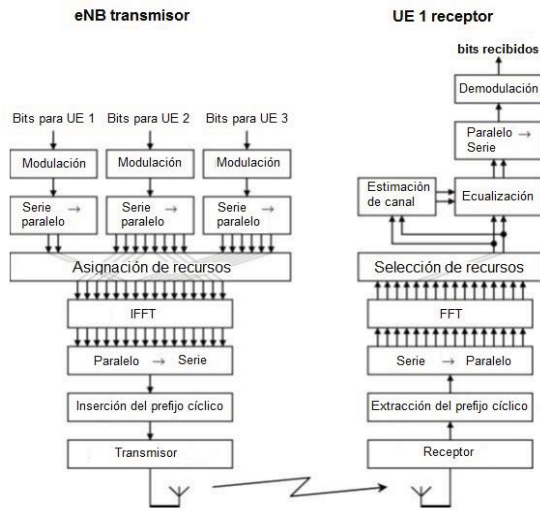 eNB transmisor
Bits para UE 1 Bits para UE 2 Bits para UE 3
Modulación Modulación Modulación
Serie → paralelo
Serie → paralelo
Serie → paralelo
Asignación de recursos
IFFT
Paralelo → Serie
Inserción del prefijo cíclico
Transmisor
UE 1 receptor
bits recibidos
Demodulación
Paralelo →
Serie
Estimación
de canal
Ecualización
Selección de recursos
FFT
Serie → Paralelo
Extracción del prefijo cíclico
Receptor